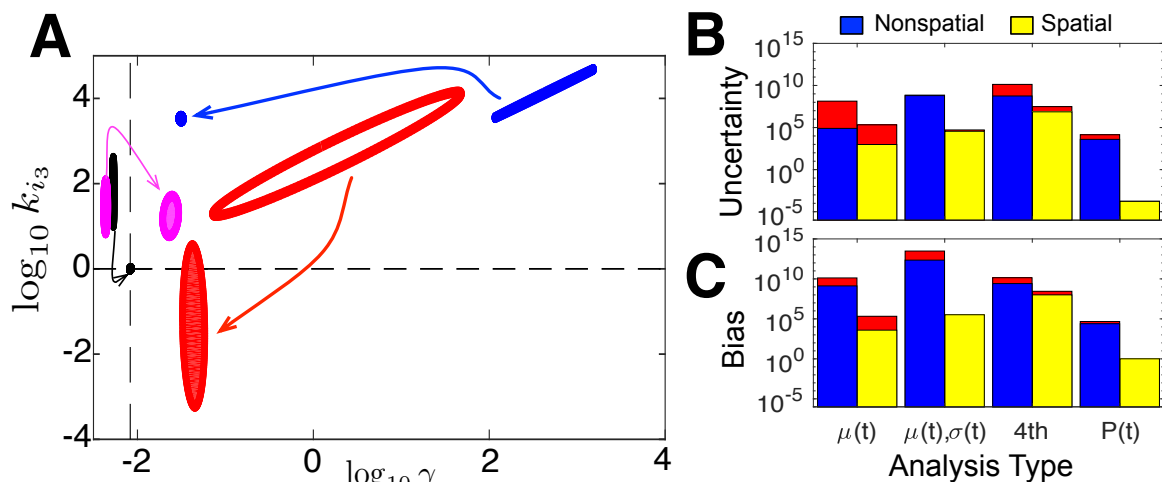 A
log10 ki3
4
2
0
-2
-4
-2
0
2
4
log10 γ
Nonspatial
Spatial
B
Uncertainty
10^15
10^10
10^5
10^0
10^-5
C
Bias
10^15
10^10
10^5
10^0
10^-5
μ(t)
μ(t),σ(t)
4th
P(t)
Analysis Type